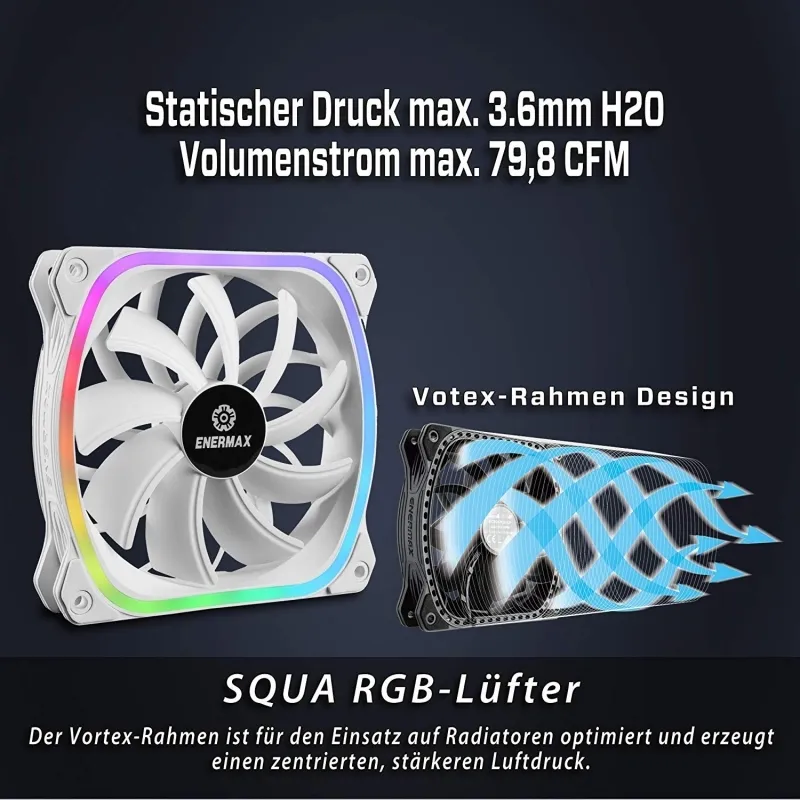 Statischer Druck max. 3.6mm H2O
Volumenstrom max. 79,8 CFM
ENERMAX
Votex-Rahmen Design
ENERMAX
SQUA RGB-Lüfter
Der Vortex-Rahmen ist für den Einsatz auf Radiatoren optimiert und erzeugt
einen zentrierten, stärkeren Luftdruck.